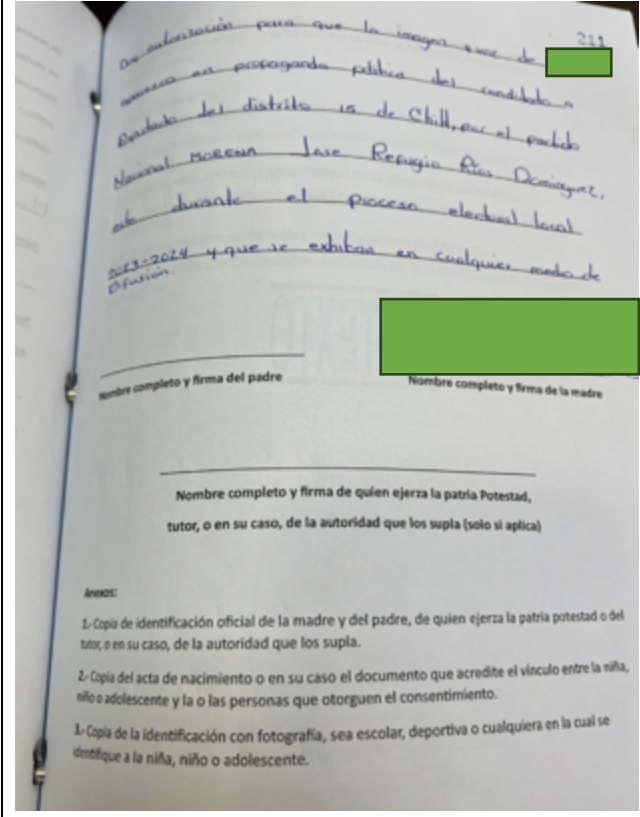 211
Doy autorización para que la imagen y voz de
aparezca en propaganda política del candidato a
Diputado del distrito 15 de Chih, por el partido
Nacional MORENA Jose Refugio Ríos Dominguez,
esto durante el proceso electoral local
2023-2024 y que se exhiban en cualquier medio de
Difusión.
Nombre completo y firma del padre
Nombre completo y firma de la madre
Nombre completo y firma de quien ejerza la patria Potestad,
tutor, o en su caso, de la autoridad que los supla (solo si aplica)
Anexos:
1.- Copia de identificación oficial de la madre y del padre, de quien ejerza la patria potestad o del
tutor, o en su caso, de la autoridad que los supla.
2.- Copia del acta de nacimiento o en su caso el documento que acredite el vínculo entre la niña,
niño o adolescente y la o las personas que otorguen el consentimiento.
3.- Copia de la identificación con fotografía, sea escolar, deportiva o cualquiera en la cual se
identifique a la niña, niño o adolescente.